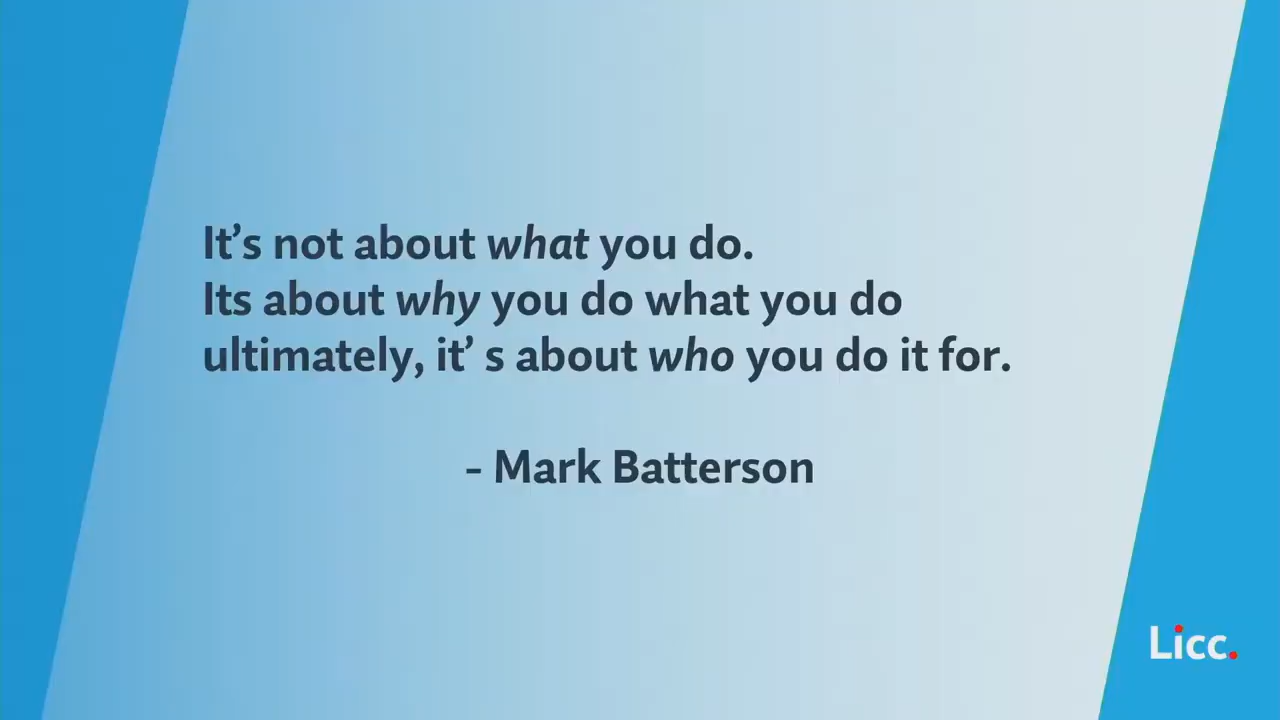 It’s not about what you do.
Its about why you do what you do
ultimately, it’ s about who you do it for.
- Mark Batterson
Licc.